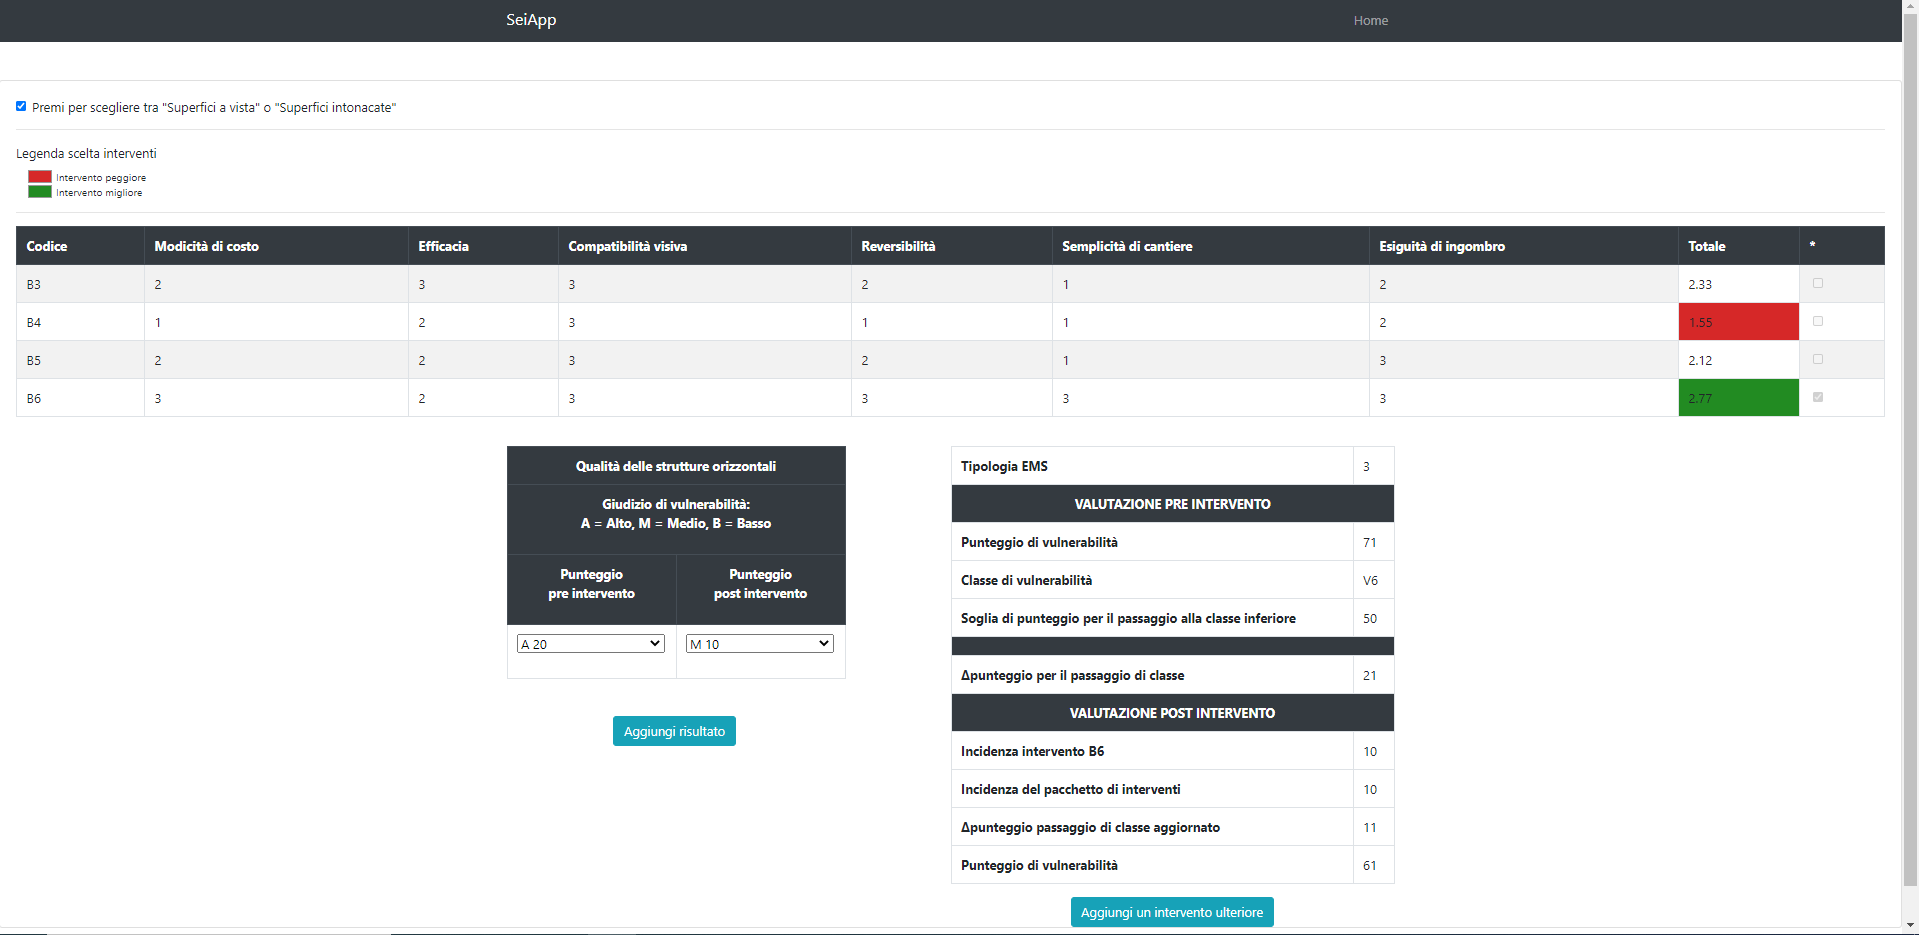 SeiApp Home
Premi per scegliere tra "Superfici a vista" o "Superfici intonacate"
Legenda scelta interventi
Intervento peggiore
Intervento migliore
Codice Modicità di costo Efficacia Compatibilità visiva Reversibilità Semplicità di cantiere Esiguità di ingombro Totale *
B3 2 3 3 2 1 2 2.33
B4 1 2 3 1 1 2 1.55
B5 2 2 3 2 1 3 2.12
B6 3 2 3 3 3 3 2.77
Qualità delle strutture orizzontali
Giudizio di vulnerabilità:
A = Alto, M = Medio, B = Basso
Punteggio
pre intervento
Punteggio
post intervento
A 20 M 10
Aggiungi risultato
Tipologia EMS 3
VALUTAZIONE PRE INTERVENTO
Punteggio di vulnerabilità 71
Classe di vulnerabilità V6
Soglia di punteggio per il passaggio alla classe inferiore 50
Δpunteggio per il passaggio di classe 21
VALUTAZIONE POST INTERVENTO
Incidenza intervento B6 10
Incidenza del pacchetto di interventi 10
Δpunteggio passaggio di classe aggiornato 11
Punteggio di vulnerabilità 61
Aggiungi un intervento ulteriore